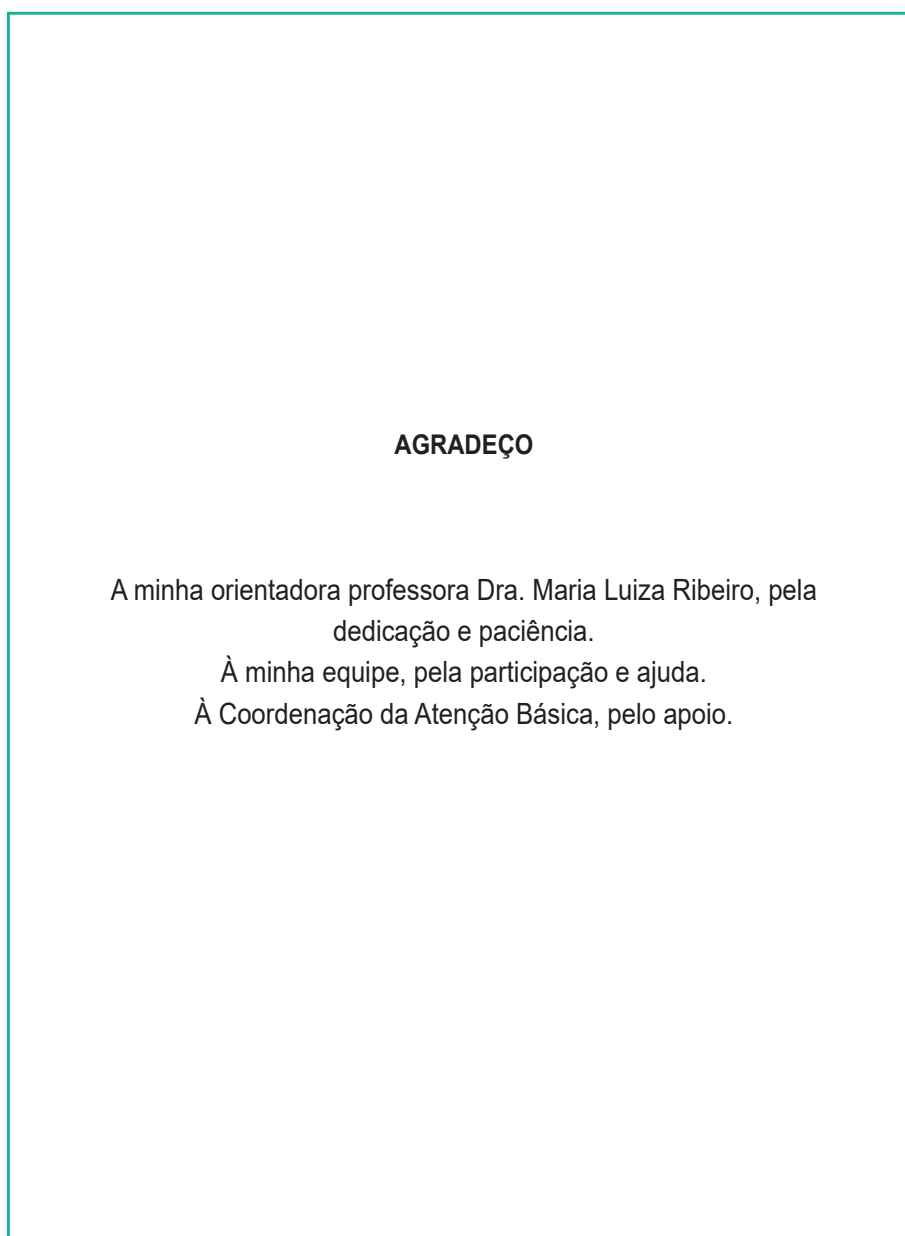 AGRADEÇO
A minha orientadora professora Dra. Maria Luiza Ribeiro, pela
dedicação e paciência.
À minha equipe, pela participação e ajuda.
À Coordenação da Atenção Básica, pelo apoio.